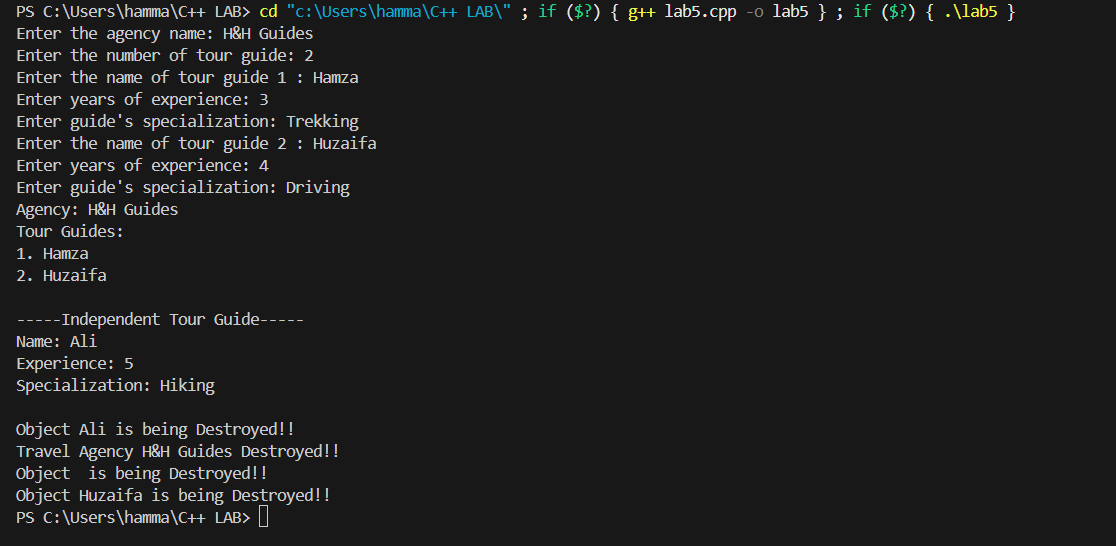 PS C:\Users\hamma\C++ LAB> cd "c:\Users\hamma\C++ LAB\" ; if ($?) { g++ lab5.cpp -o lab5 } ; if ($?) { .\lab5 }
Enter the agency name: H&H Guides
Enter the number of tour guide: 2
Enter the name of tour guide 1 : Hamza
Enter years of experience: 3
Enter guide's specialization: Trekking
Enter the name of tour guide 2 : Huzaifa
Enter years of experience: 4
Enter guide's specialization: Driving
Agency: H&H Guides
Tour Guides:
1. Hamza
2. Huzaifa

-----Independent Tour Guide-----
Name: Ali
Experience: 5
Specialization: Hiking

Object Ali is being Destroyed!!
Travel Agency H&H Guides Destroyed!!
Object  is being Destroyed!!
Object Huzaifa is being Destroyed!!
PS C:\Users\hamma\C++ LAB>